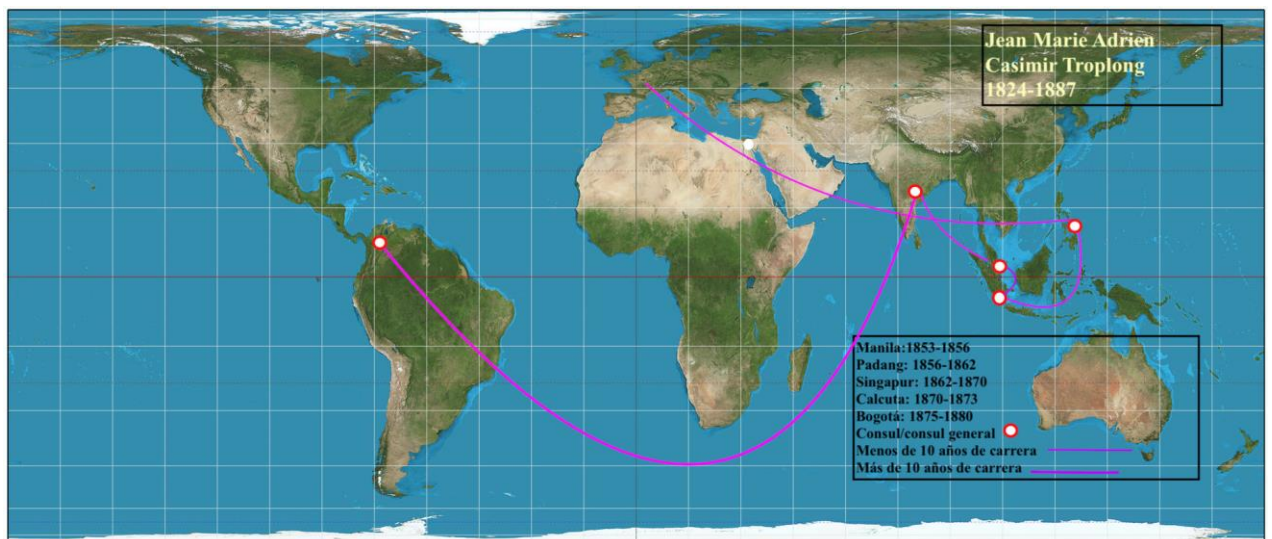 Jean Marie Adrien
Casimir Troplong
1824-1887
Manila:1853-1856
Padang: 1856-1862
Singapur: 1862-1870
Calcuta: 1870-1873
Bogotá: 1875-1880
Consul/consul general
Menos de 10 años de carrera
Más de 10 años de carrera